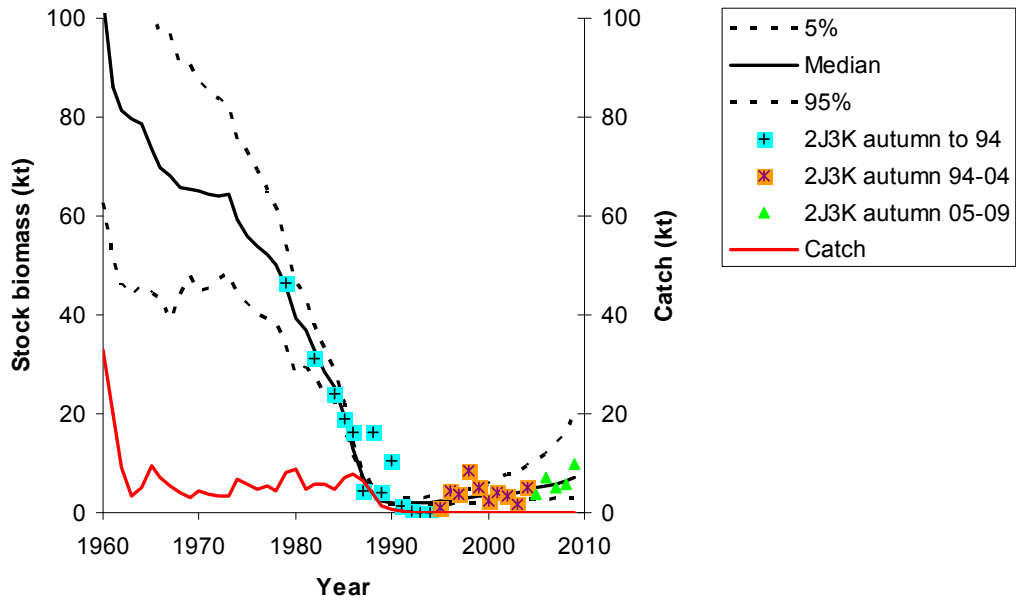 100
80
60
40
20
0
Stock biomass (kt)
1960 1970 1980 1990 2000 2010
Year
100
80
60
40
20
0
Catch (kt)
5%
Median
95%
2J3K autumn to 94
2J3K autumn 94-04
2J3K autumn 05-09
Catch